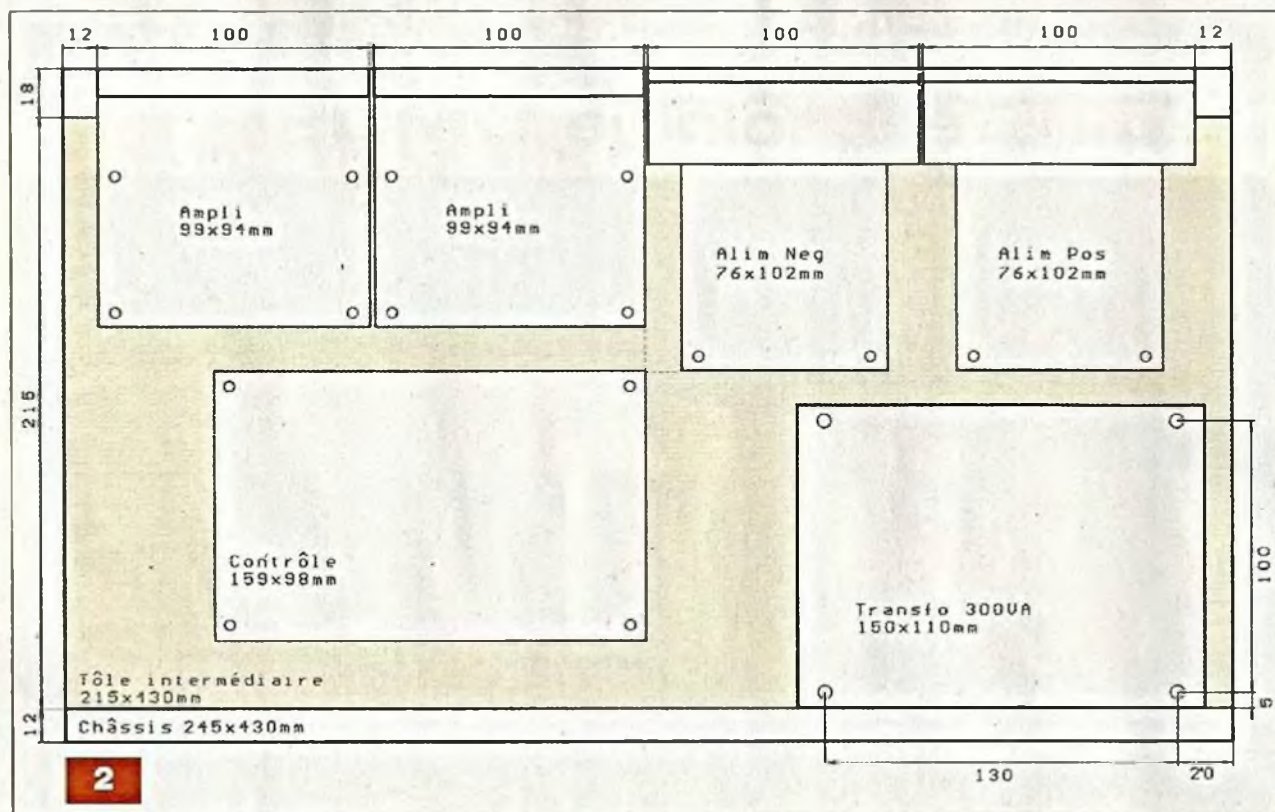 12
100
100
100
100
12
18
Ampli
99x94mm
Ampli
99x94mm
Alim Neg
76x102mm
Alim Pos
76x102mm
215
Contrôle
159x98mm
100
Transfo 300VA
150x110mm
Tôle intermédiaire
215x430mm
5
12
Châssis 245x430mm
130
20
2